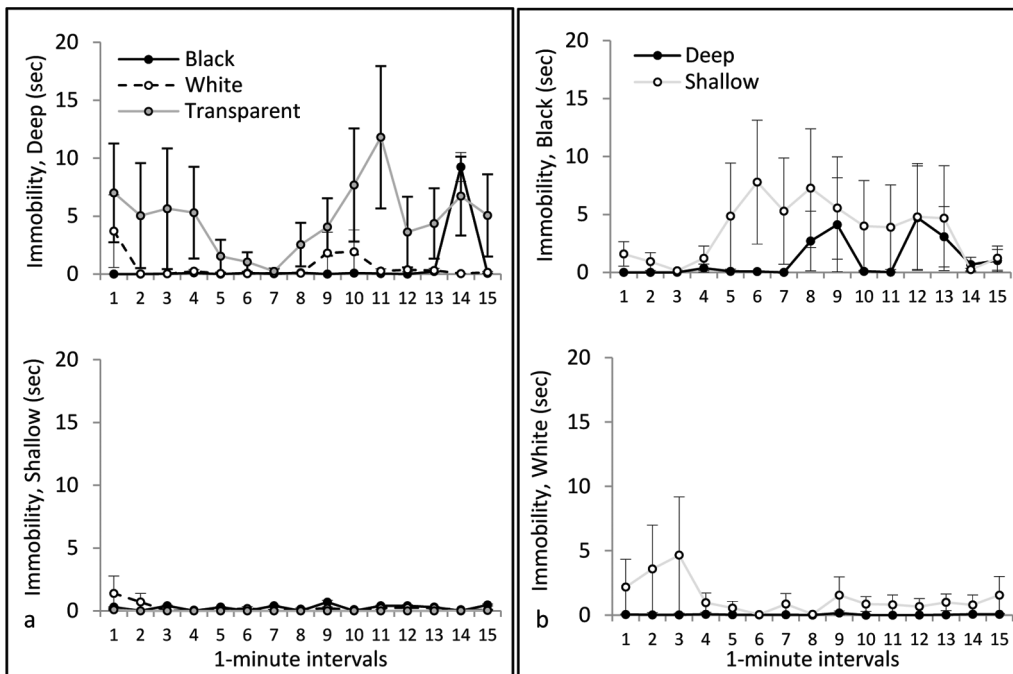 Immobility, Deep (sec)
20
15
10
5
0
Black
White
Transparent
1 2 3 4 5 6 7 8 9 10 11 12 13 14 15
Immobility, Shallow (sec)
20
15
10
5
0
1 2 3 4 5 6 7 8 9 10 11 12 13 14 15
a
1-minute intervals
Immobility, Black (sec)
20
15
10
5
0
Deep
Shallow
1 2 3 4 5 6 7 8 9 10 11 12 13 14 15
Immobility, White (sec)
20
15
10
5
0
1 2 3 4 5 6 7 8 9 10 11 12 13 14 15
b
1-minute intervals